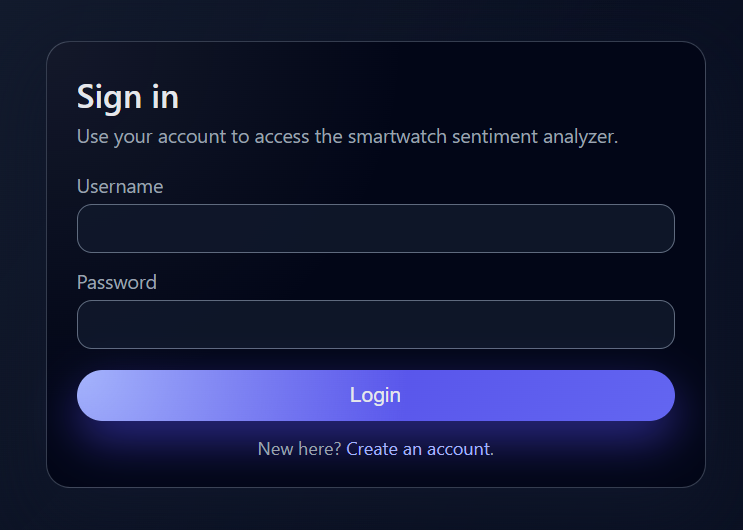 Sign in
Use your account to access the smartwatch sentiment analyzer.
Username
Password
Login
New here? Create an account.